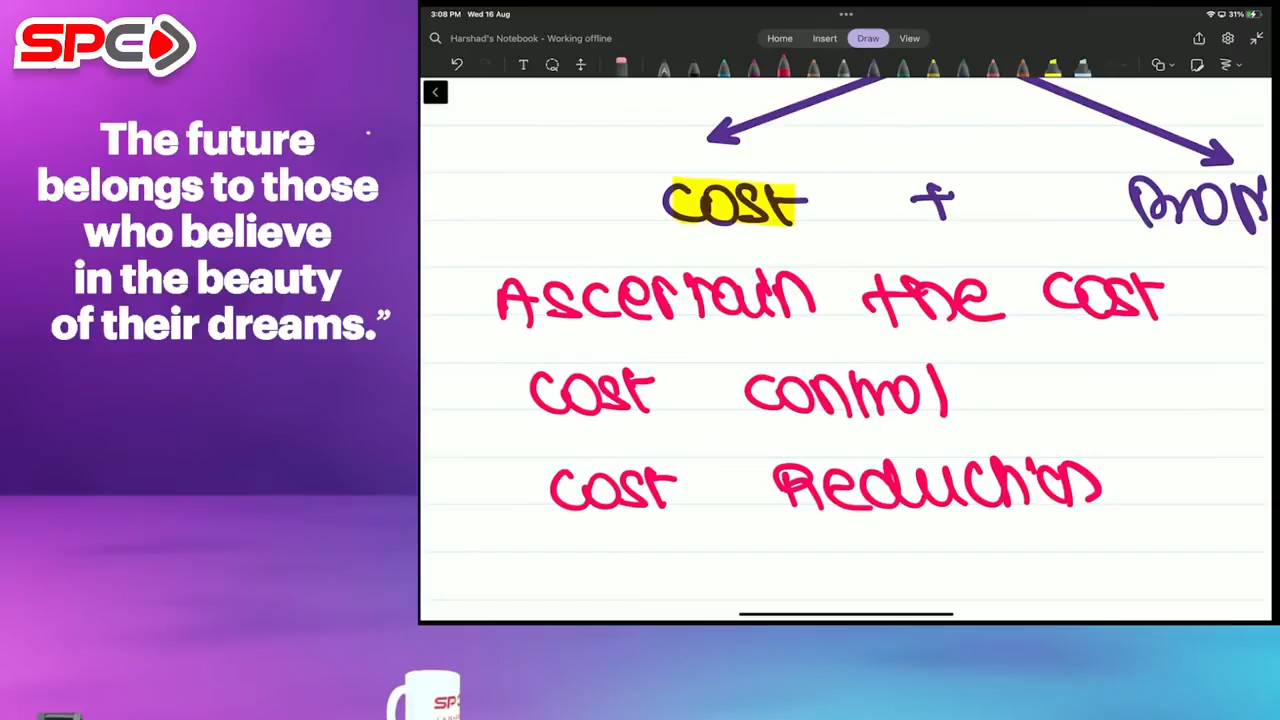 SPC
3:08 PM Wed 16 Aug
31%
Harshad's Notebook - Working offline
Home Insert Draw View
The future
belongs to those
who believe
in the beauty
of their dreams.”
cost +
Ascertain the cost
cost control
cost Reduction